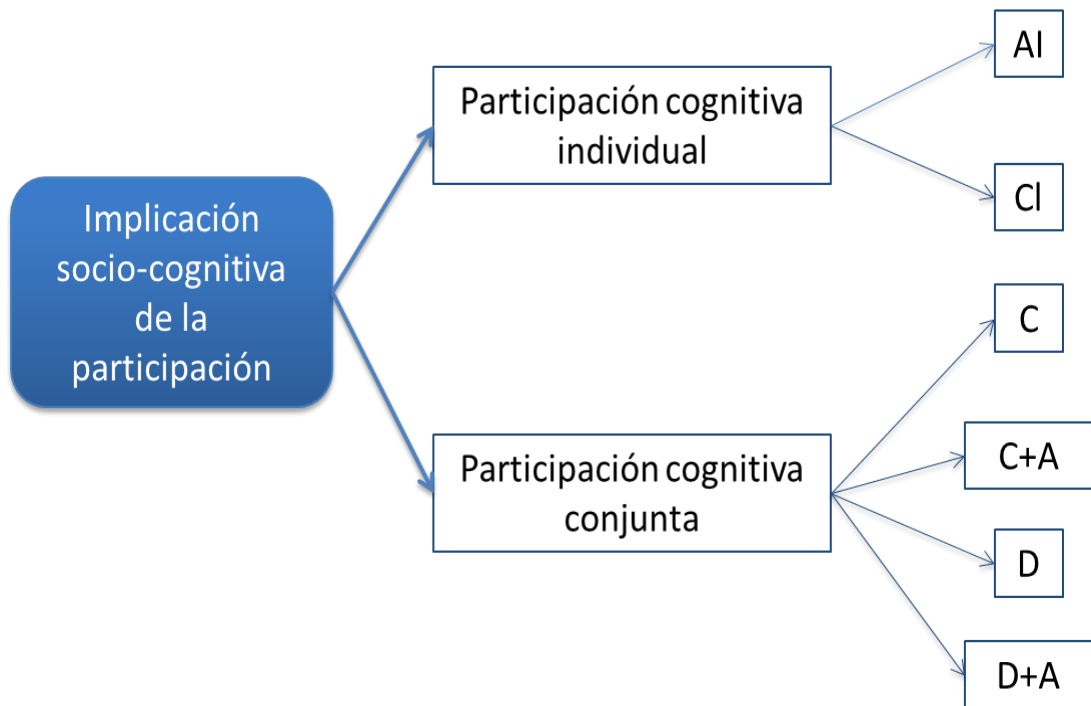 Implicación
socio-cognitiva
de la
participación
Participación cognitiva
individual
AI
CI
Participación cognitiva
conjunta
C
C+A
D
D+A